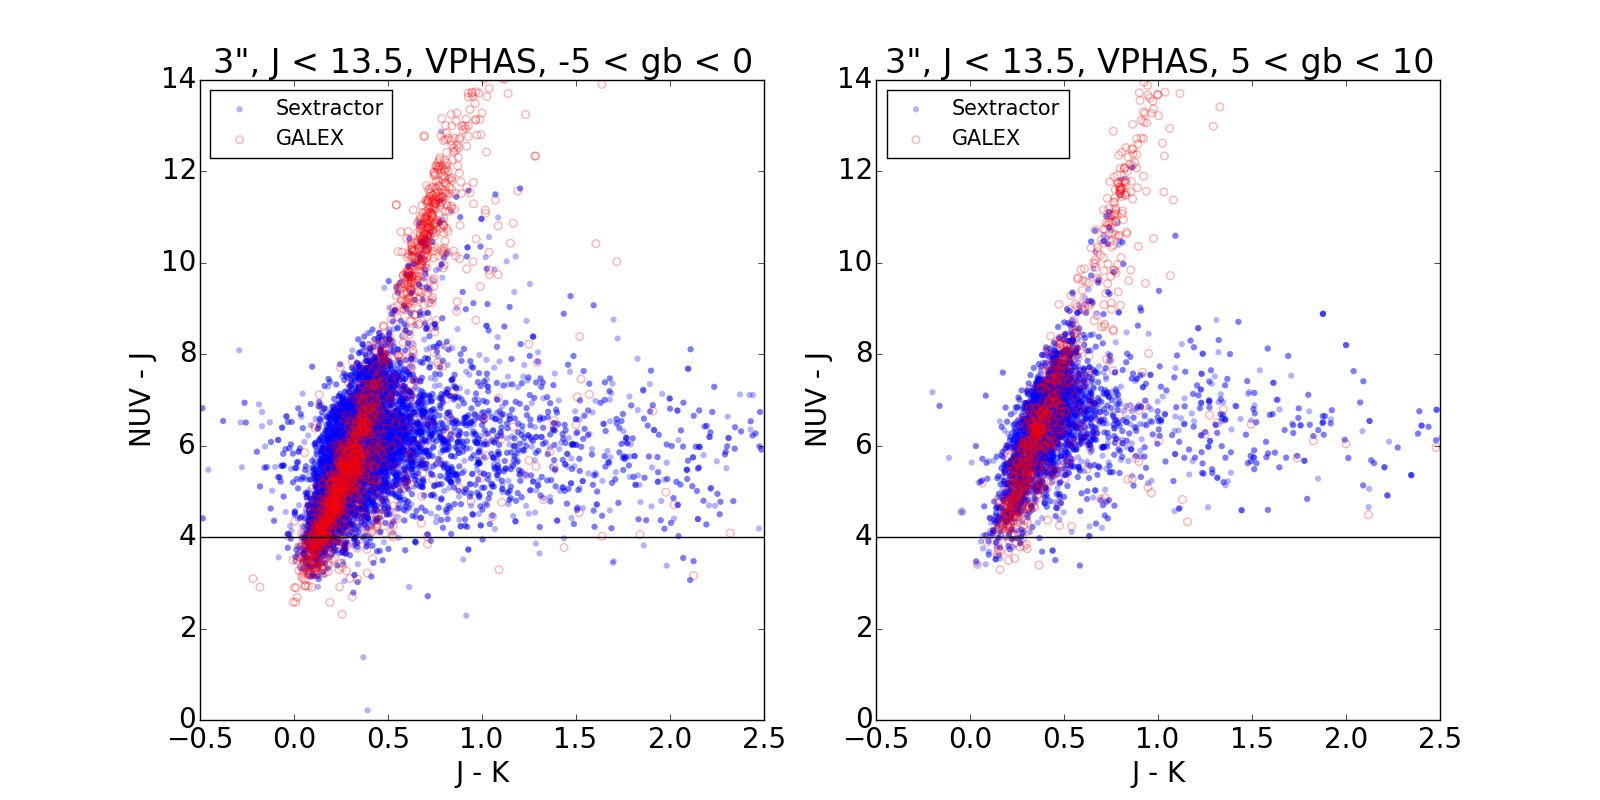 3", J < 13.5, VPHAS, -5 < gb < 0
3", J < 13.5, VPHAS, 5 < gb < 10
Sextractor
GALEX
Sextractor
GALEX
14
12
10
8
6
4
2
0
NUV - J
−0.5 0.0 0.5 1.0 1.5 2.0 2.5
J - K
14
12
10
8
6
4
2
0
NUV - J
−0.5 0.0 0.5 1.0 1.5 2.0 2.5
J - K